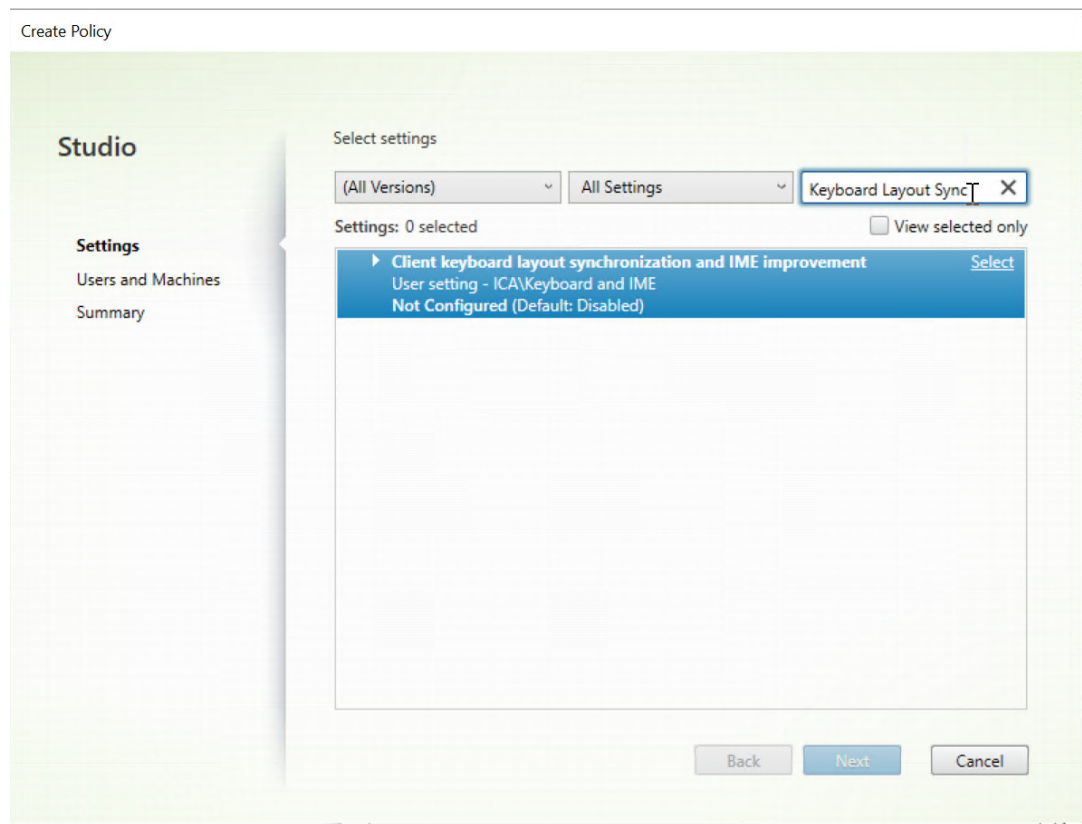 Create Policy
Studio
Settings
Users and Machines
Summary
Select settings
(All Versions)
All Settings
Keyboard Layout Sync
Settings: 0 selected
View selected only
Client keyboard layout synchronization and IME improvement
Select
User setting - ICA\Keyboard and IME
Not Configured (Default: Disabled)
Back
Next
Cancel